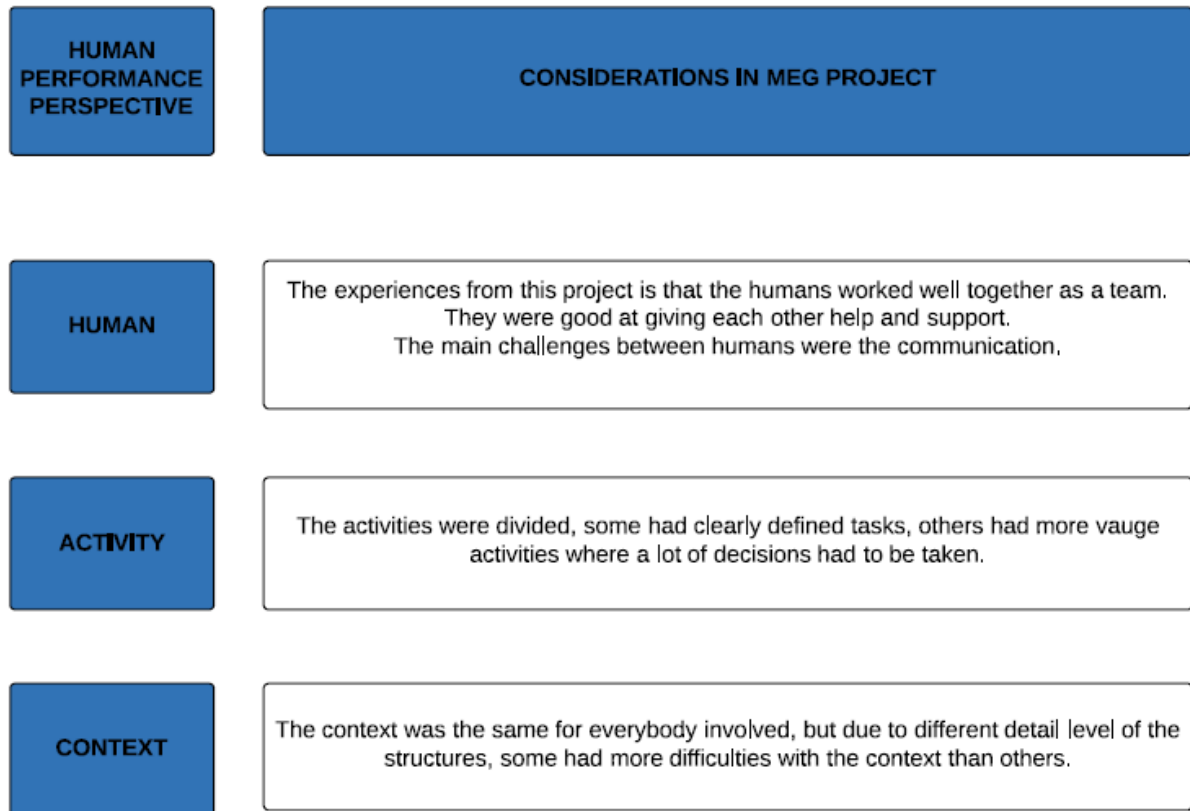 HUMAN
PERFORMANCE
PERSPECTIVE
CONSIDERATIONS IN MEG PROJECT
HUMAN
The experiences from this project is that the humans worked well together as a team.
They were good at giving each other help and support.
The main challenges between humans were the communication.
ACTIVITY
The activities were divided, some had clearly defined tasks, others had more vauge
activities where a lot of decisions had to be taken.
CONTEXT
The context was the same for everybody involved, but due to different detail level of the
structures, some had more difficulties with the context than others.